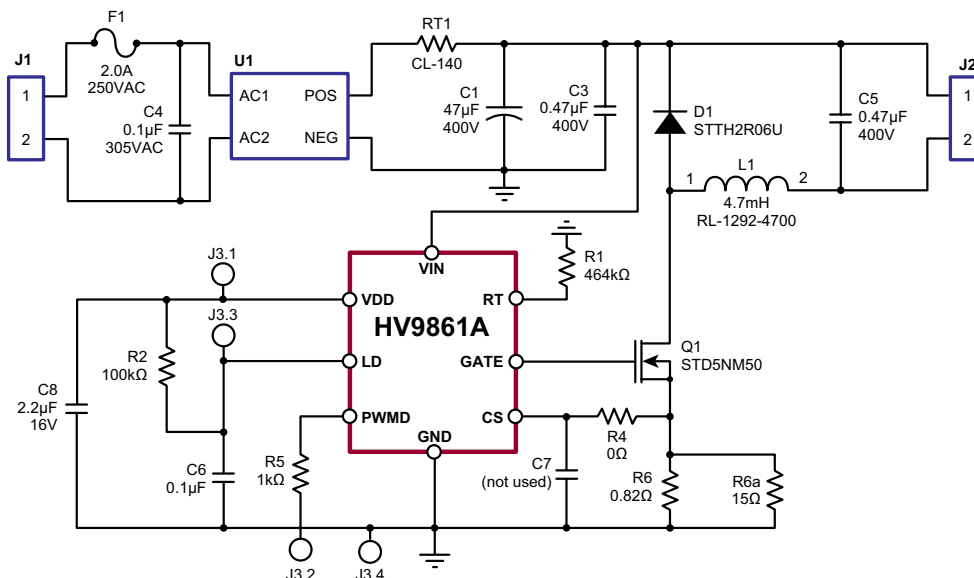 F1
2.0A
250VAC
J1
1
2
C4
0.1µF
305VAC
U1
AC1
POS
AC2
NEG
RT1
CL-140
C1
47µF
400V
C3
0.47µF
400V
D1
STTH2R06U
C5
0.47µF
400V
J2
1
2
L1
1
2
4.7mH
RL-1292-4700
J3.1
J3.3
R2
100kΩ
C8
2.2µF
16V
C6
0.1µF
R5
1kΩ
VIN
VDD
RT
HV9861A
LD
GATE
PWMD
CS
GND
R1
464kΩ
Q1
STD5NM50
R4
0Ω
C7
(not used)
R6
0.82Ω
R6a
15Ω
J3.2
J3.4